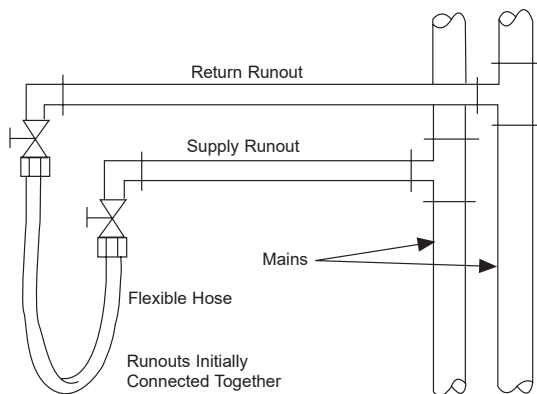 Return Runout
Supply Runout
Mains
Flexible Hose
Runouts Initially
Connected Together